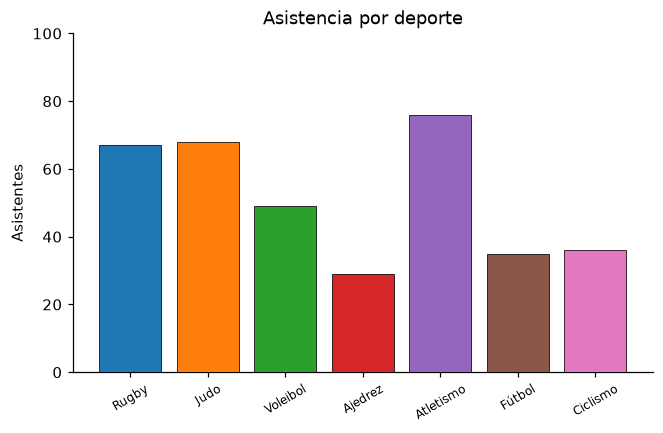 Asistencia por deporte
100
80
60
40
20
0
Asistentes
Rugby
Judo
Voleibol
Ajedrez
Atletismo
Fútbol
Ciclismo